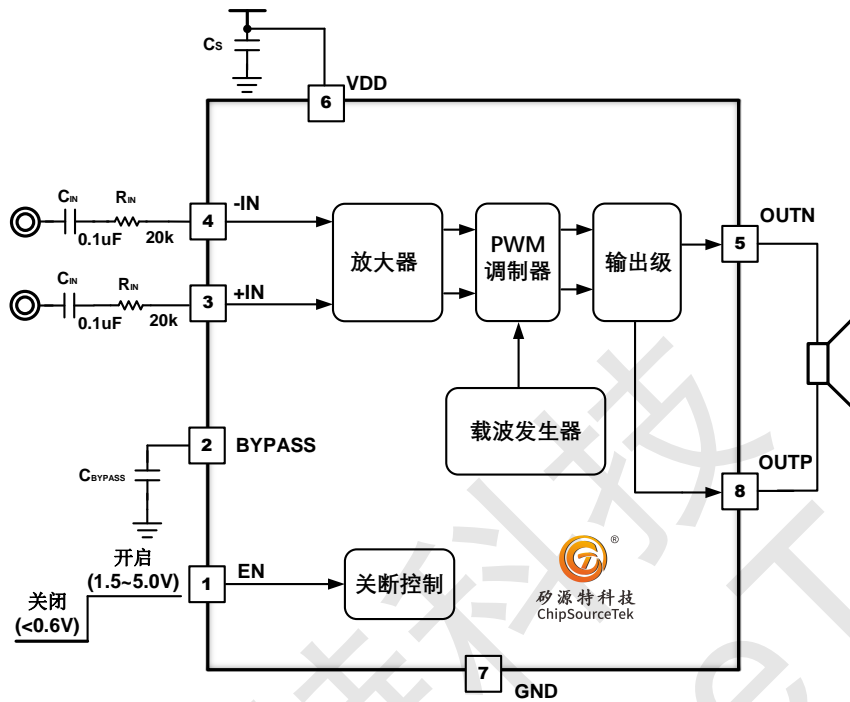 Cs
VDD
6
CIN
RIN
4
-IN
0.1uF
20k
放大器
PWM
调制器
输出级
OUTN
5
CIN
RIN
3
+IN
0.1uF
20k
载波发生器
2
BYPASS
CBYPASS
OUTP
8
开启
(1.5~5.0V)
1
EN
关闭
(<0.6V)
关断控制
®
矽源特科技
ChipSourceTek
7
GND